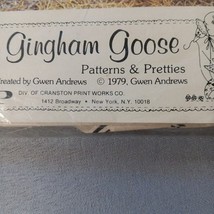 Gingham Goose
Patterns & Pretties
Created by Gwen Andrews © 1979, Gwen Andrews
DIV OF CRANSTON PRINT WORKS CO.
1412 Broadway • New York, N.Y. 10018